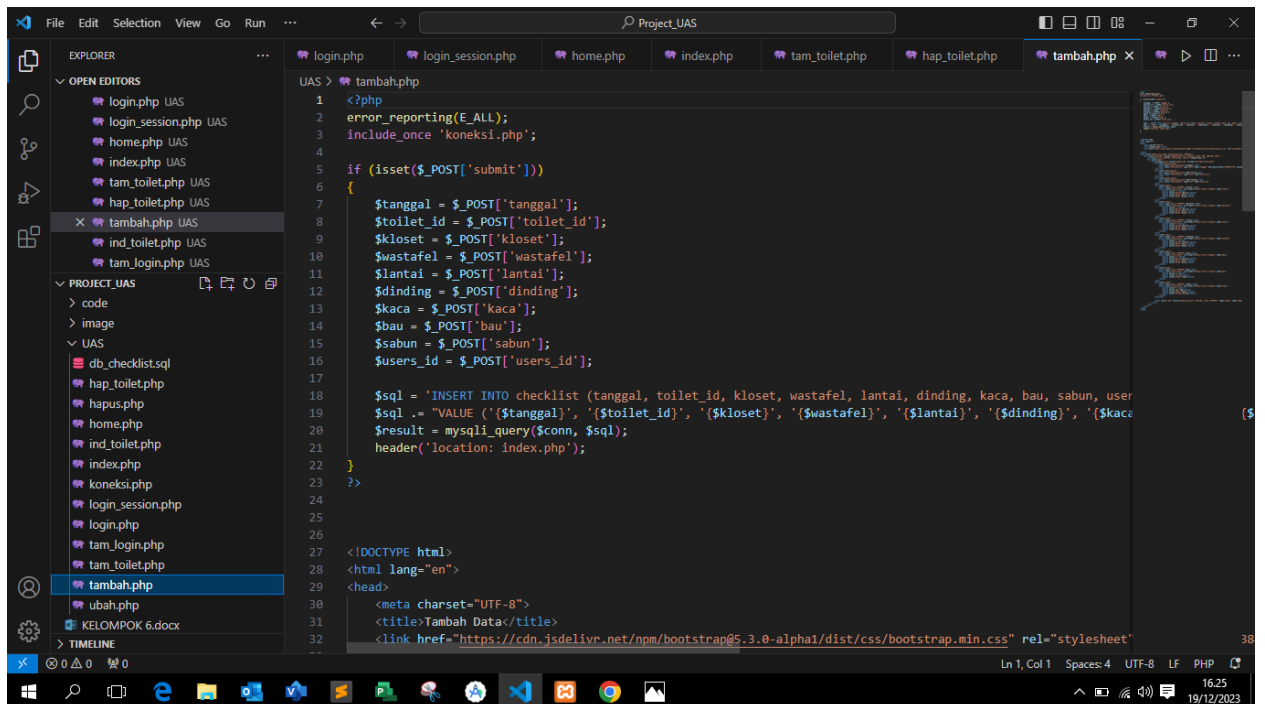 File Edit Selection View Go Run ··· Project_UAS
EXPLORER ···
OPEN EDITORS
login.php UAS
login_session.php UAS
home.php UAS
index.php UAS
tam_toilet.php UAS
hap_toilet.php UAS
tambah.php UAS
ind_toilet.php UAS
tam_login.php UAS
PROJECT_UAS
code
image
UAS
db_checklist.sql
hap_toilet.php
hapus.php
home.php
ind_toilet.php
index.php
koneksi.php
login_session.php
login.php
tam_login.php
tam_toilet.php
tambah.php
ubah.php
KELOMPOK 6.docx
TIMELINE
login.php login_session.php home.php index.php tam_toilet.php hap_toilet.php tambah.php
UAS > tambah.php
1 <?php
2 error_reporting(E_ALL);
3 include_once 'koneksi.php';
4
5 if (isset($_POST['submit']))
6 {
7 $tanggal = $_POST['tanggal'];
8 $toilet_id = $_POST['toilet_id'];
9 $kloset = $_POST['kloset'];
10 $wastafel = $_POST['wastafel'];
11 $lantai = $_POST['lantai'];
12 $dinding = $_POST['dinding'];
13 $kaca = $_POST['kaca'];
14 $bau = $_POST['bau'];
15 $sabun = $_POST['sabun'];
16 $users_id = $_POST['users_id'];
17
18 $sql = 'INSERT INTO checklist (tanggal, toilet_id, kloset, wastafel, lantai, dinding, kaca, bau, sabun, user
19 $sql .= "VALUE ('{$tanggal}', '{$toilet_id}', '{$kloset}', '{$wastafel}', '{$lantai}', '{$dinding}', '{$kaca {$
20 $result = mysqli_query($conn, $sql);
21 header('location: index.php');
22 }
23 ?>
24
25
26
27 <!DOCTYPE html>
28 <html lang="en">
29 <head>
30 <meta charset="UTF-8">
31 <title>Tambah Data</title>
32 <link href="https://cdn.jsdelivr.net/npm/bootstrap@5.3.0-alpha1/dist/css/bootstrap.min.css" rel="stylesheet" 38
0 0 0 Ln 1, Col 1 Spaces: 4 UTF-8 LF PHP
16.25
19/12/2023